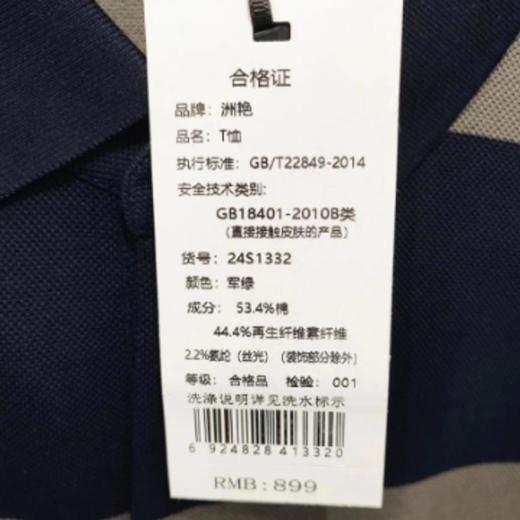 合格证
品牌：洲艳
品名：T恤
执行标准：GB/T22849-2014
安全技术类别：
GB18401-2010B类
（直接接触皮肤的产品）
货号：24S1332
颜色：军绿
成分：53.4%棉
44.4%再生纤维素纤维
2.2%氨纶（丝光）（装饰部分除外）
等级：合格品 检验：001
洗涤说明详见洗水标示
6 924828 413320
RMB:899